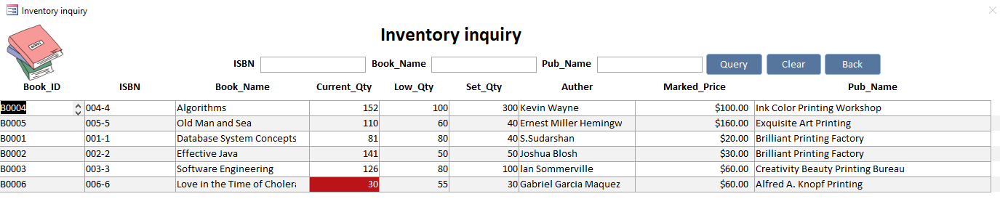 Inventory inquiry
Inventory inquiry
ISBN Book_Name Pub_Name Query Clear Back
Book_ID ISBN Book_Name Current_Qty Low_Qty Set_Qty Auther Marked_Price Pub_Name
B0004 004-4 Algorithms 152 100 300 Kevin Wayne $100.00 Ink Color Printing Workshop
B0005 005-5 Old Man and Sea 110 60 40 Ernest Miller Hemingw $160.00 Exquisite Art Printing
B0001 001-1 Database System Concepts 81 80 40 S.Sudarshan $20.00 Brilliant Printing Factory
B0002 002-2 Effective Java 141 50 50 Joshua Blosh $30.00 Brilliant Printing Factory
B0003 003-3 Software Engineering 126 80 100 Ian Sommerville $60.00 Creativity Beauty Printing Bureau
B0006 006-6 Love in the Time of Cholera 30 55 30 Gabriel Garcia Maquez $60.00 Alfred A. Knopf Printing